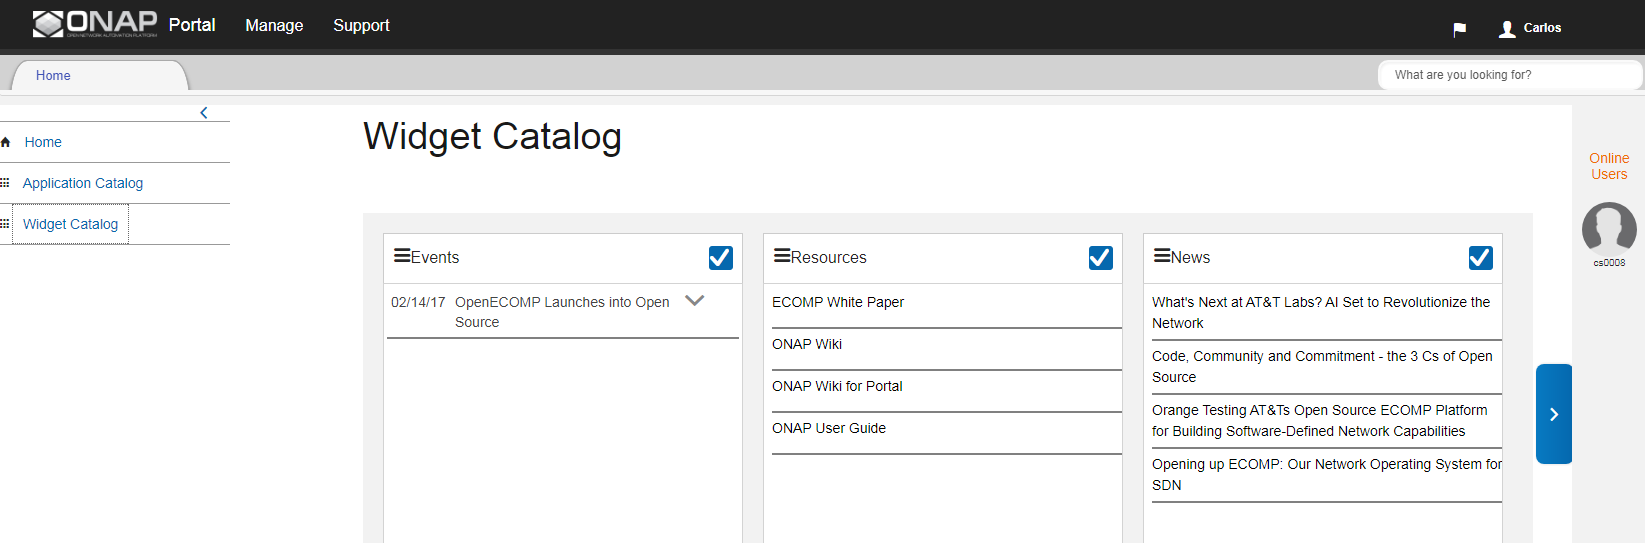 ONAP
OPEN NETWORK AUTOMATION PLATFORM
Portal Manage Support
Carlos
Home
What are you looking for?
Home
Application Catalog
Widget Catalog
Widget Catalog
Online
Users
cs0008
Events
02/14/17 OpenECOMP Launches into Open
Source
Resources
ECOMP White Paper
ONAP Wiki
ONAP Wiki for Portal
ONAP User Guide
News
What's Next at AT&T Labs? AI Set to Revolutionize the
Network
Code, Community and Commitment - the 3 Cs of Open
Source
Orange Testing AT&Ts Open Source ECOMP Platform
for Building Software-Defined Network Capabilities
Opening up ECOMP: Our Network Operating System for
SDN